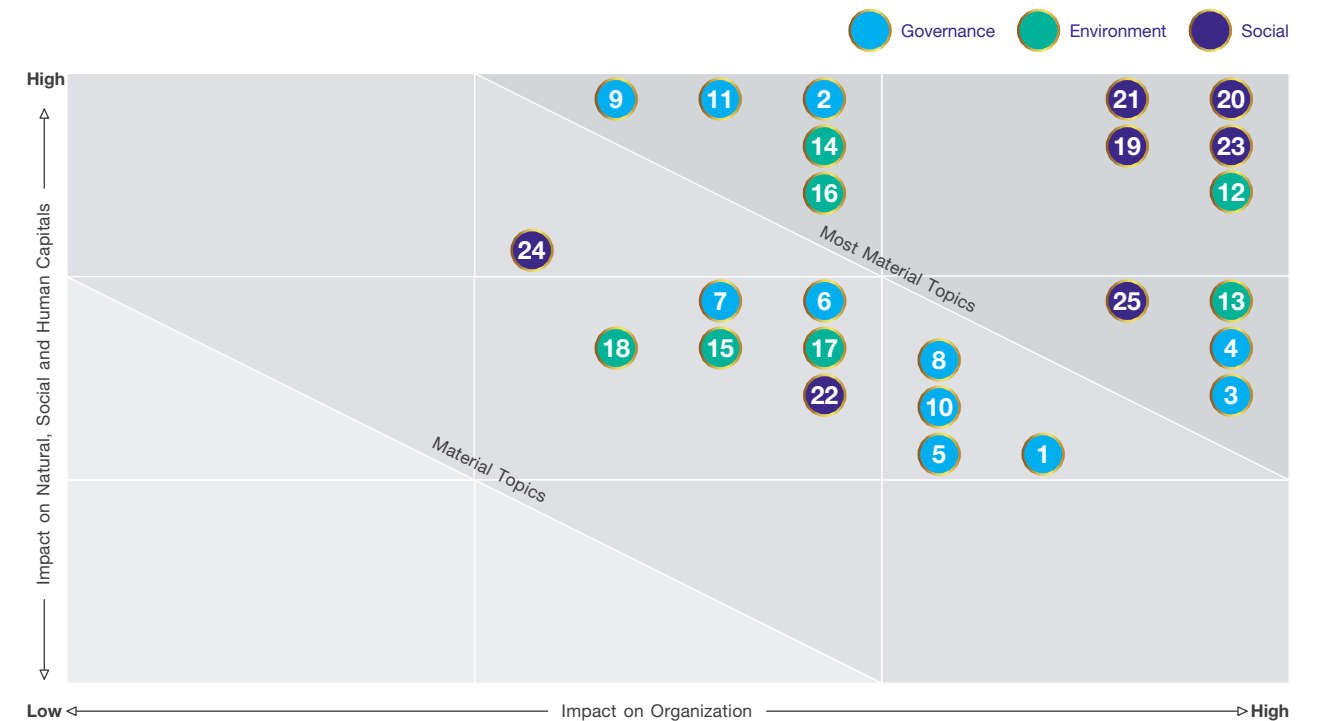 Governance
Environment
Social
High
Impact on Natural, Social and Human Capitals
9
11
2
21
20
14
19
23
16
12
Most Material Topics
24
7
6
25
13
18
15
17
8
4
22
10
3
Material Topics
5
1
Low
Impact on Organization
High